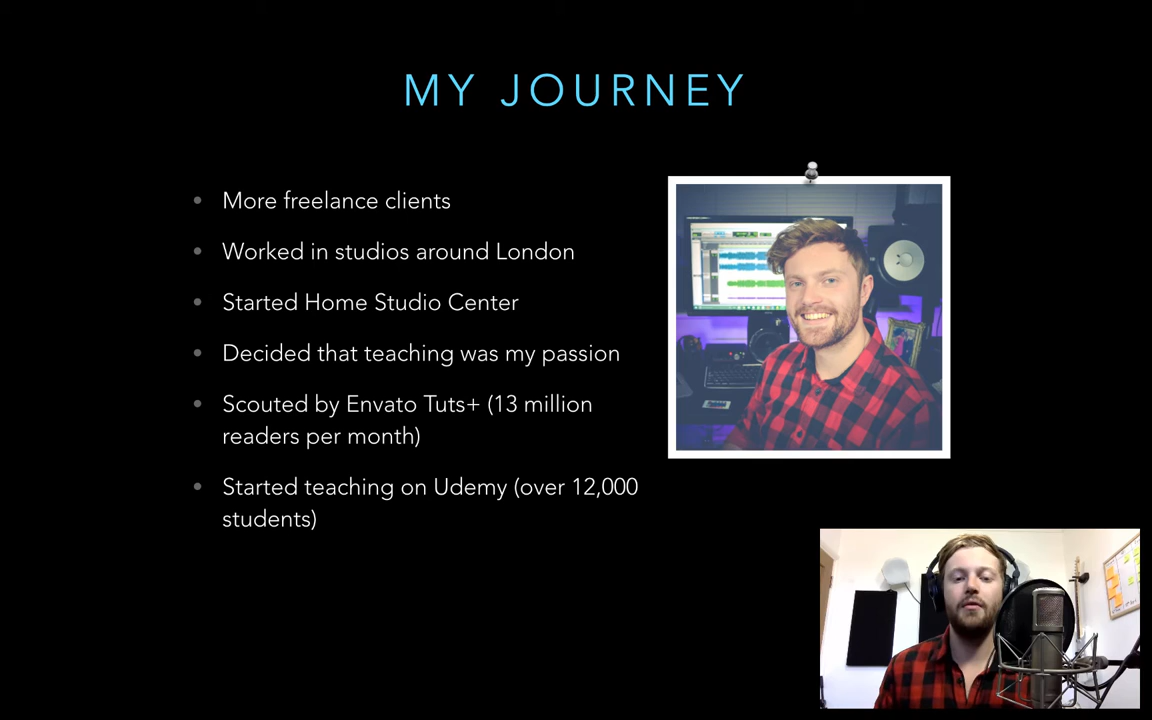 MY JOURNEY
More freelance clients
Worked in studios around London
Started Home Studio Center
Decided that teaching was my passion
Scouted by Envato Tuts+ (13 million
readers per month)
Started teaching on Udemy (over 12,000
students)